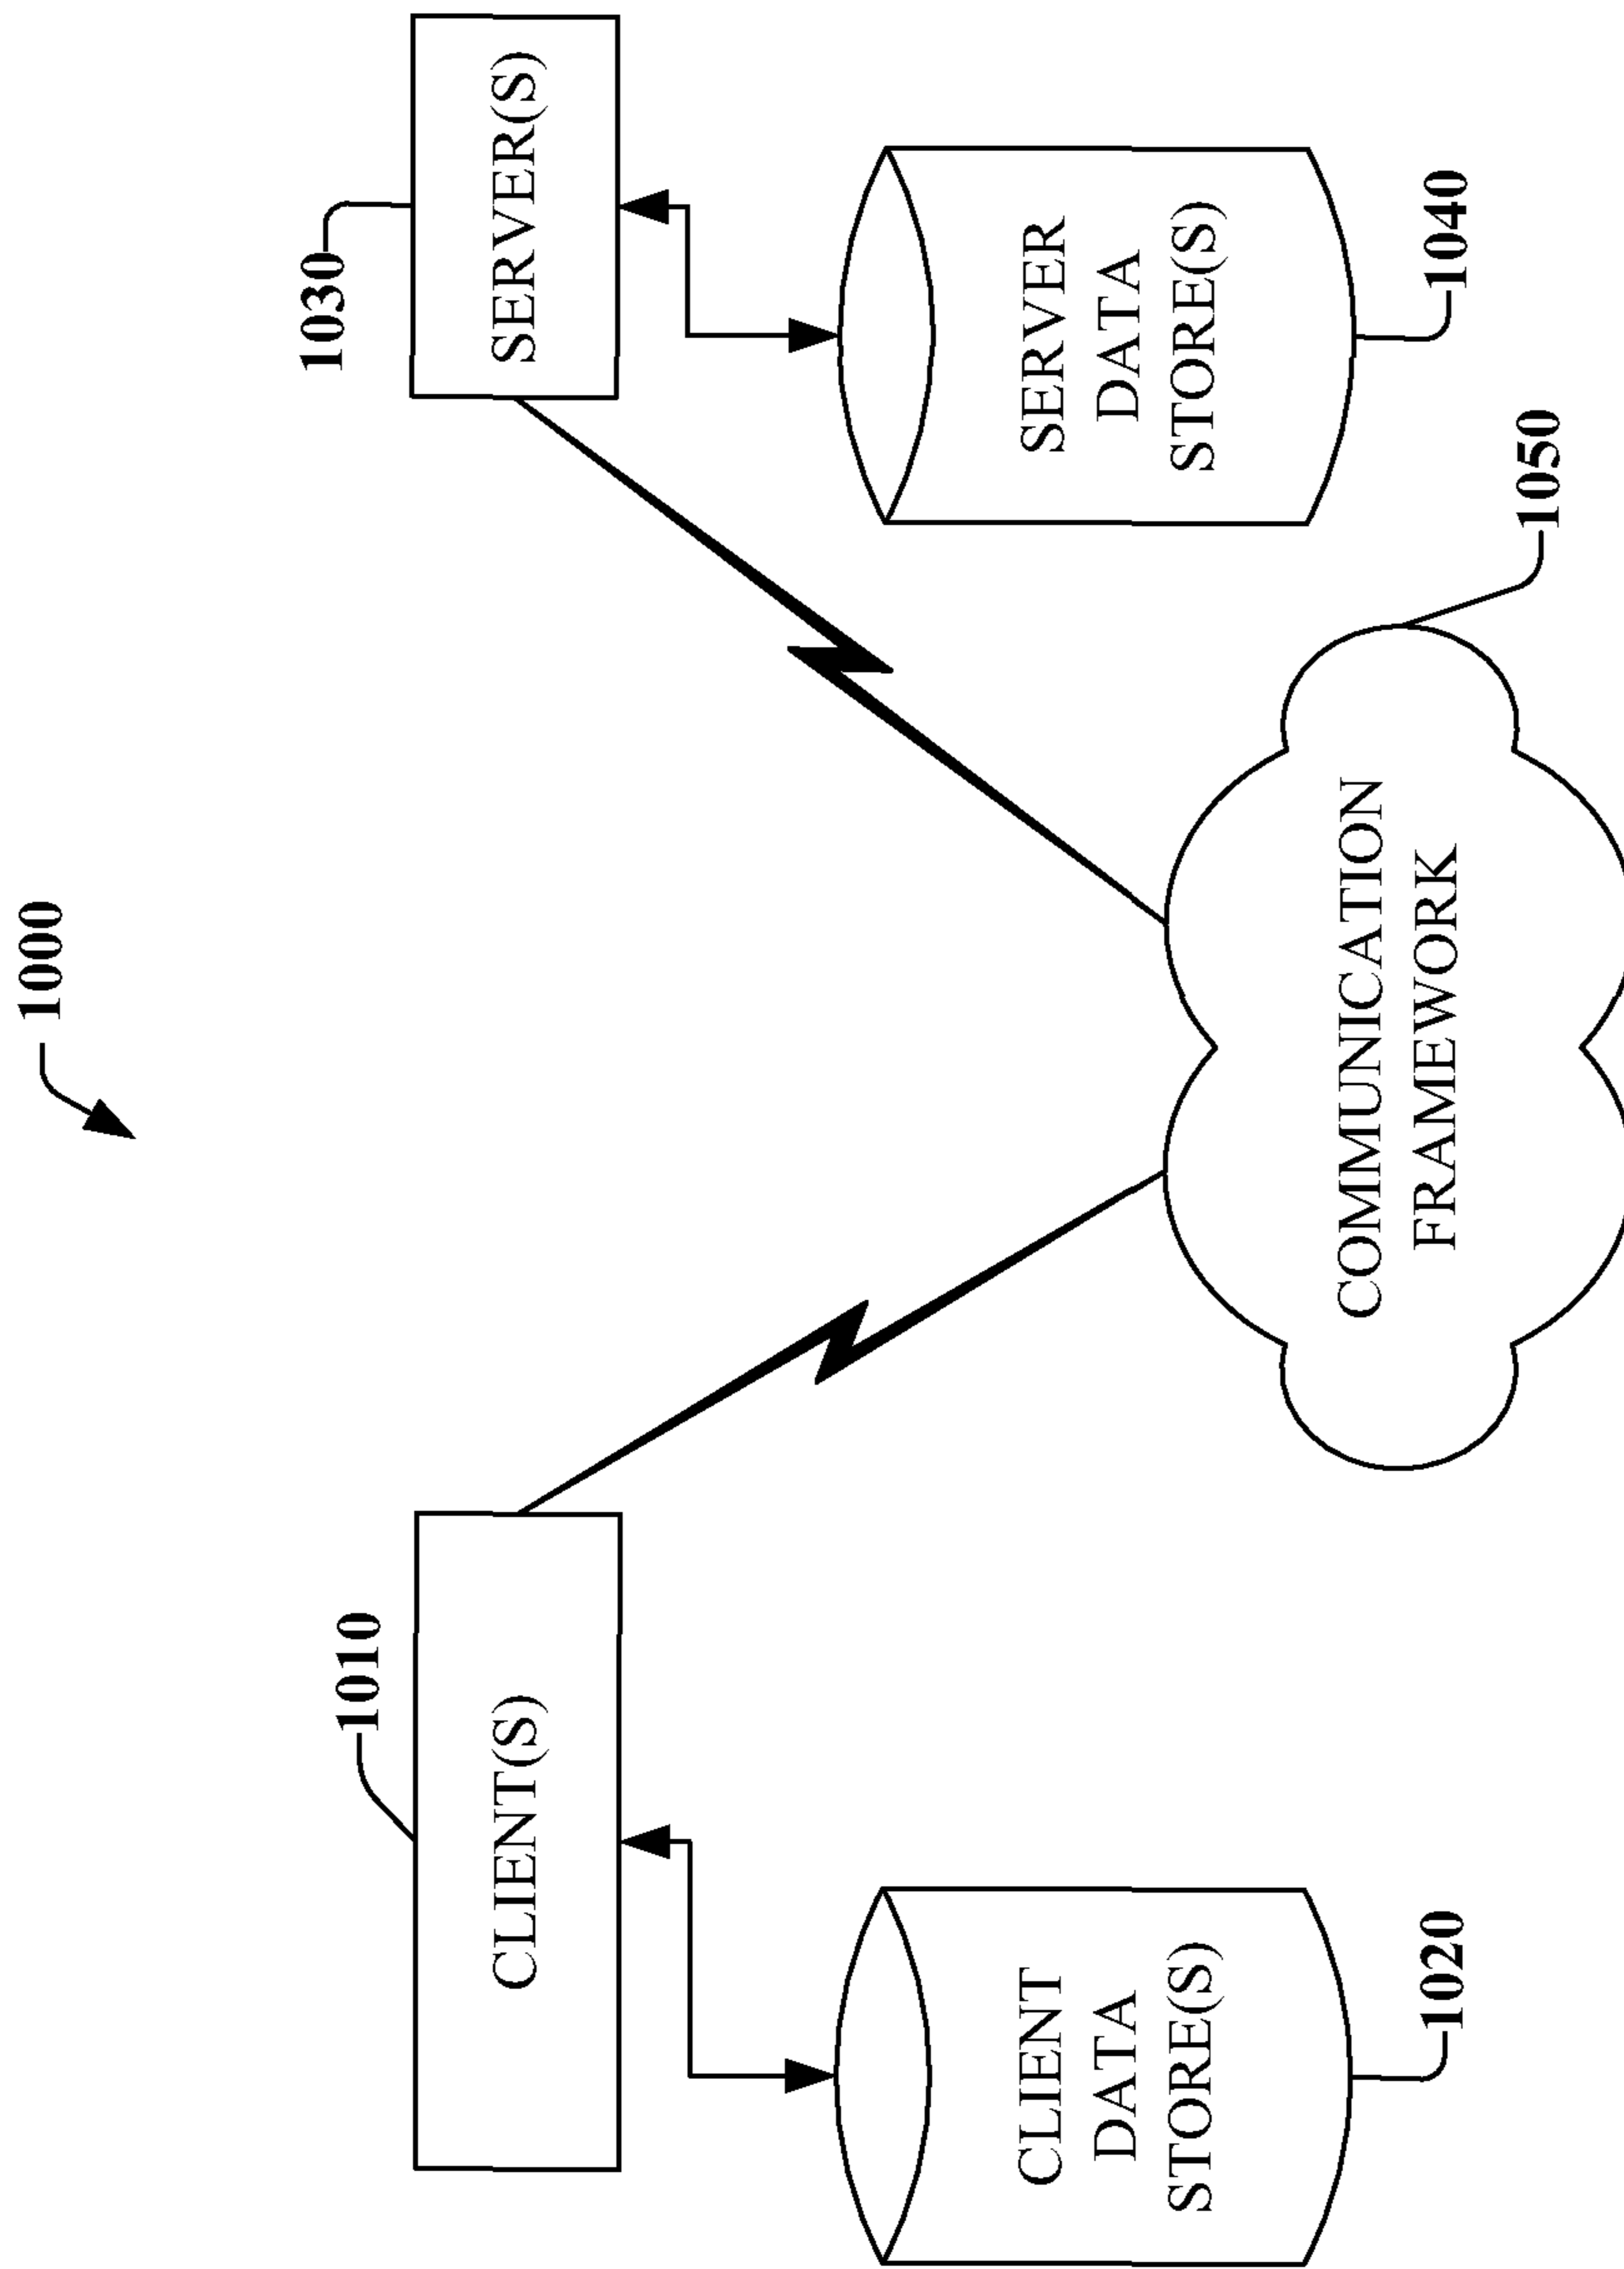 1000
1010
1030
CLIENT(S)
SERVER(S)
CLIENT
DATA
STORE(S)
SERVER
DATA
STORE(S)
COMMUNICATION
FRAMEWORK
1020
1040
1050